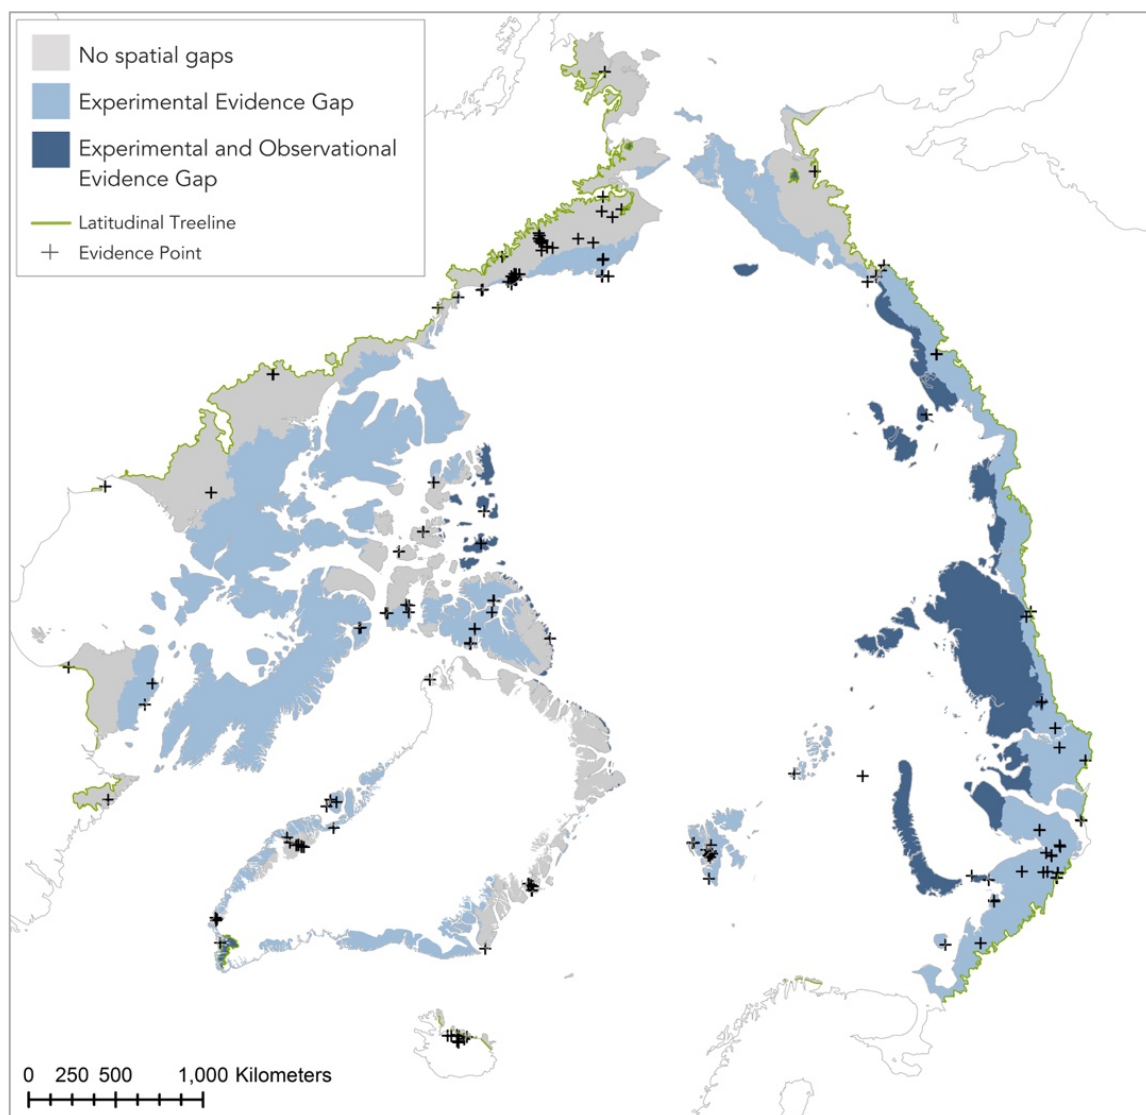 No spatial gaps
Experimental Evidence Gap
Experimental and Observational
Evidence Gap
Latitudinal Treeline
Evidence Point
0 250 500 1,000 Kilometers